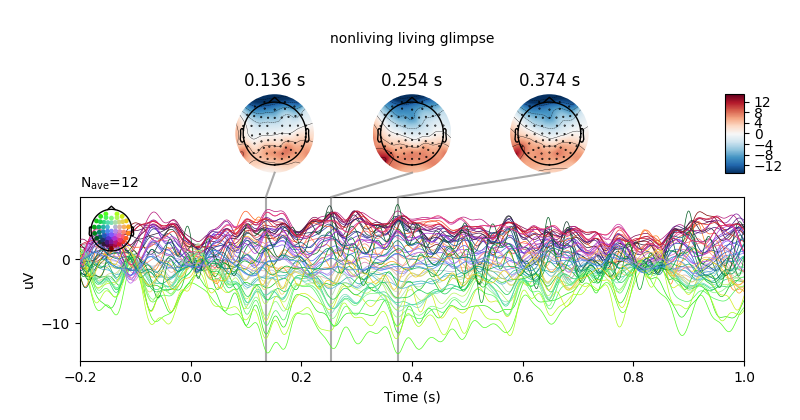 nonliving living glimpse
0.136 s 0.254 s 0.374 s
12
8
4
0
−4
−8
−12
Nave=12
0
−10
uV
−0.2 0.0 0.2 0.4 0.6 0.8 1.0
Time (s)